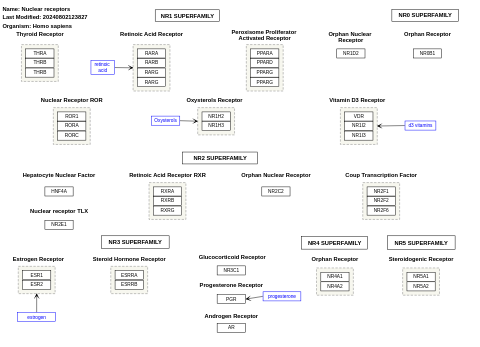 Name: Nuclear receptors
Last Modified: 20240802123827
Organism: Homo sapiens
NR1 SUPERFAMILY
NR0 SUPERFAMILY
Thyroid Receptor
THRA
THRB
THRB
Retinoic Acid Receptor
retinoic
acid
RARA
RARB
RARG
RARG
Peroxisome Proliferator
Activated Receptor
PPARA
PPARD
PPARG
PPARG
Orphan Nuclear
Receptor
NR1D2
Orphan Receptor
NR0B1
Nuclear Receptor ROR
ROR1
RORA
RORC
Oxysterols Receptor
Oxysterols
NR1H2
NR1H3
Vitamin D3 Receptor
VDR
NR1I2
NR1I3
d3 vitamins
NR2 SUPERFAMILY
Hepatocyte Nuclear Factor
HNF4A
Retinoic Acid Receptor RXR
RXRA
RXRB
RXRG
Orphan Nuclear Receptor
NR2C2
Coup Transcription Factor
NR2F1
NR2F2
NR2F6
Nuclear receptor TLX
NR2E1
NR3 SUPERFAMILY
NR4 SUPERFAMILY
NR5 SUPERFAMILY
Estrogen Receptor
ESR1
ESR2
estrogen
Steroid Hormone Receptor
ESRRA
ESRRB
Glucocorticoid Receptor
NR3C1
Progesterone Receptor
PGR
progesterone
Androgen Receptor
AR
Orphan Receptor
NR4A1
NR4A2
Steroidogenic Receptor
NR5A1
NR5A2